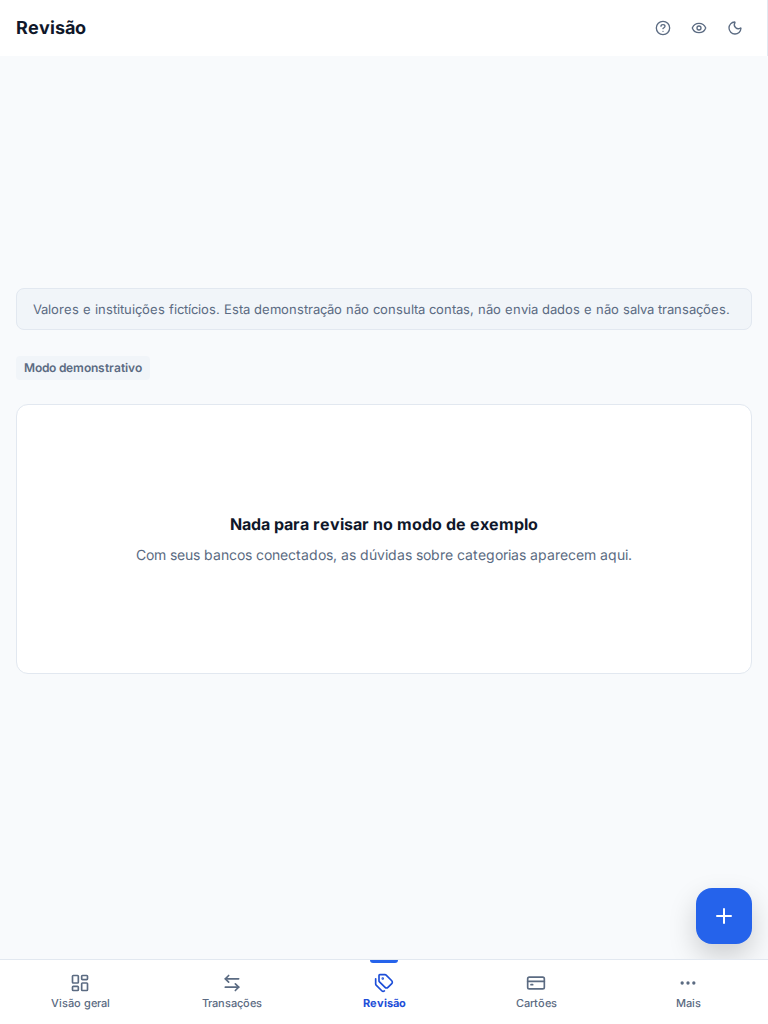 Revisão
Valores e instituições fictícios. Esta demonstração não consulta contas, não envia dados e não salva transações.
Modo demonstrativo
Nada para revisar no modo de exemplo
Com seus bancos conectados, as dúvidas sobre categorias aparecem aqui.
Visão geral
Transações
Revisão
Cartões
Mais